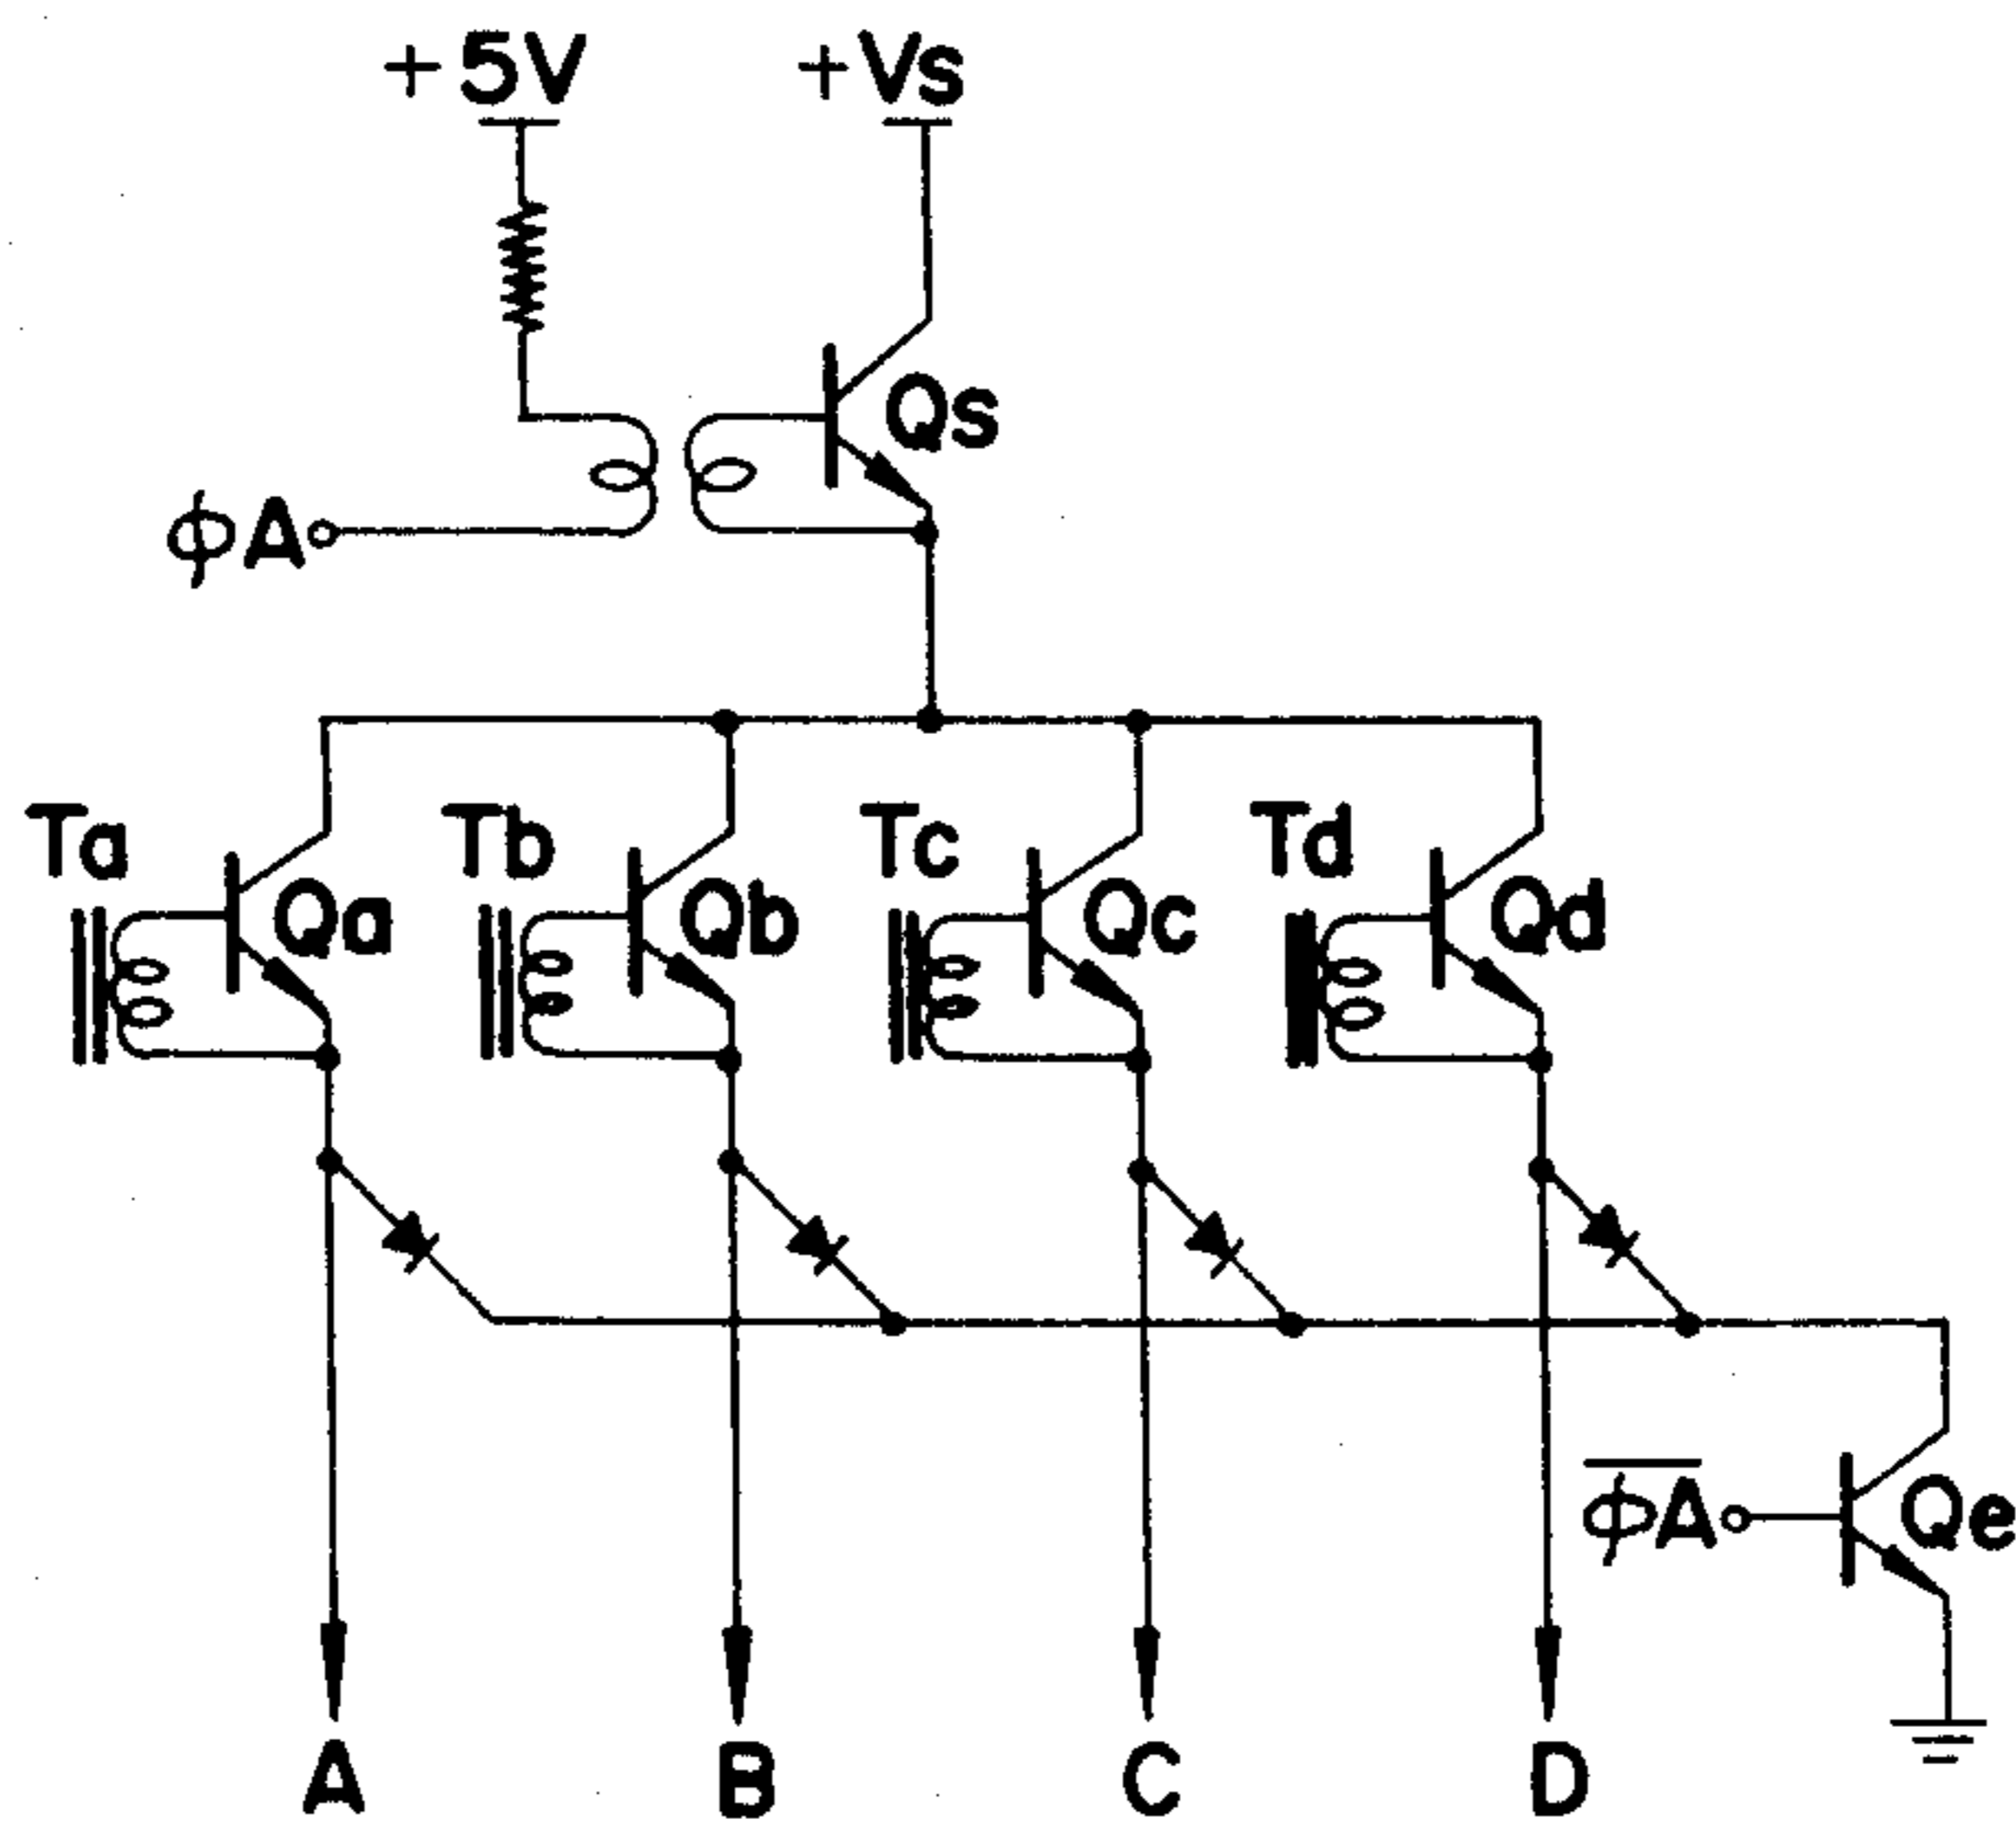 +5V +Vs
Qs
ϕA
Ta Tb Tc Td
Qa Qb Qc Qd
ϕA̅ Qe
A B C D